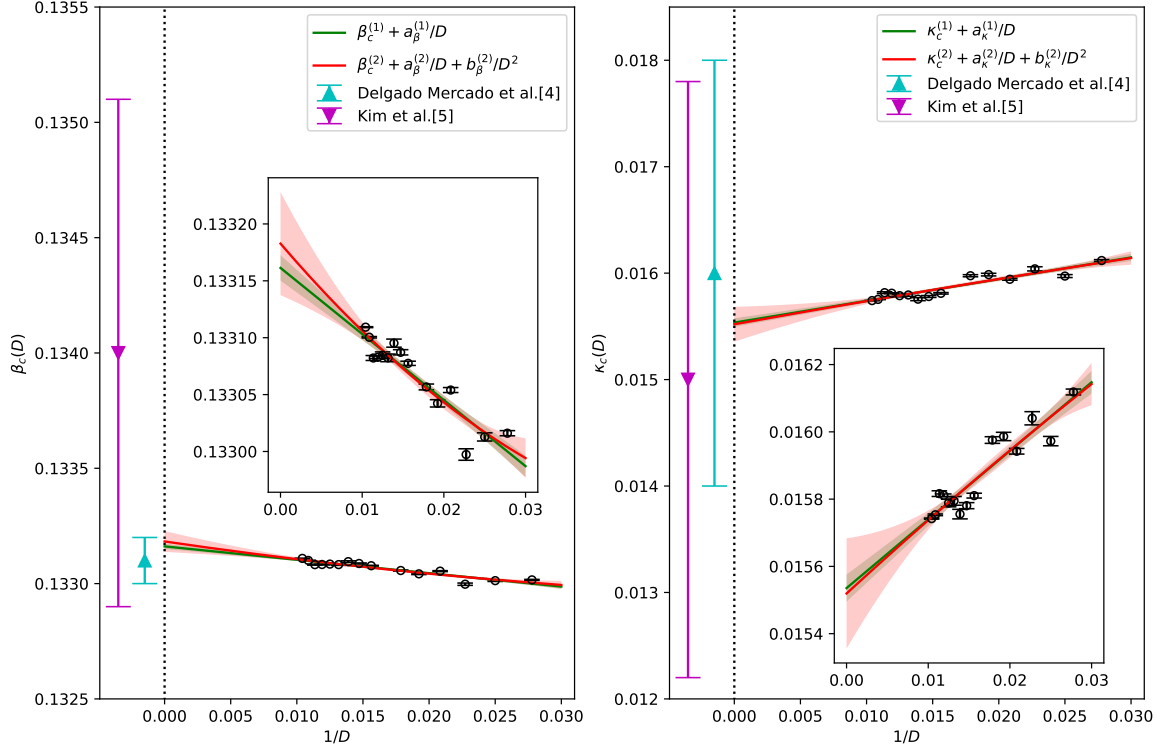 0.1355
0.1350
0.1345
0.1340
0.1335
0.1330
0.1325
β_c(D)
β_c^(1) + a_β^(1)/D
β_c^(2) + a_β^(2)/D + b_β^(2)/D²
Delgado Mercado et al.[4]
Kim et al.[5]
0.13320
0.13315
0.13310
0.13305
0.13300
0.00 0.01 0.02 0.03
0.000 0.005 0.010 0.015 0.020 0.025 0.030
1/D
0.018
0.017
0.016
0.015
0.014
0.013
0.012
κ_c(D)
κ_c^(1) + a_κ^(1)/D
κ_c^(2) + a_κ^(2)/D + b_κ^(2)/D²
Delgado Mercado et al.[4]
Kim et al.[5]
0.0162
0.0160
0.0158
0.0156
0.0154
0.00 0.01 0.02 0.03
0.000 0.005 0.010 0.015 0.020 0.025 0.030
1/D